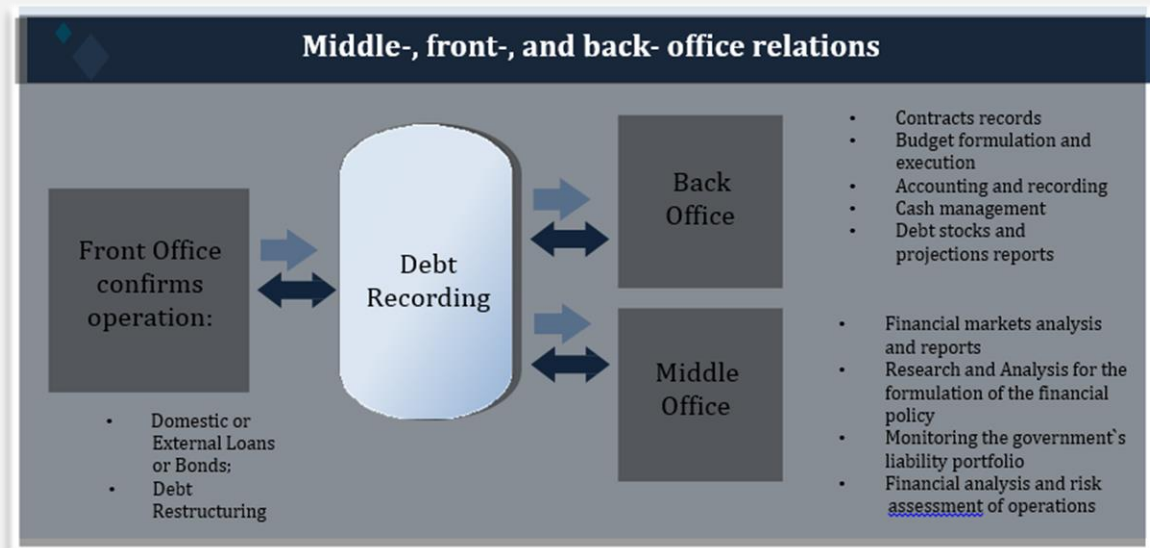 Middle-, front-, and back- office relations
Front Office
confirms
operation:
• Domestic or
External Loans
or Bonds;
• Debt
Restructuring
Debt
Recording
Back
Office
• Contracts records
• Budget formulation and
execution
• Accounting and recording
• Cash management
• Debt stocks and
projections reports
Middle
Office
• Financial markets analysis
and reports
• Research and Analysis for the
formulation of the financial
policy
• Monitoring the government`s
liability portfolio
• Financial analysis and risk
assessment of operations